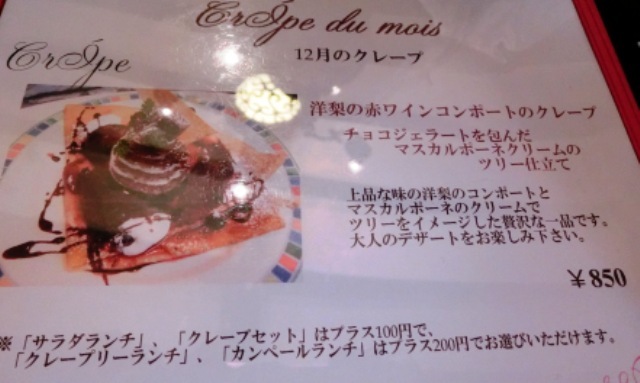 CrÍpe du mois
CrÍpe
12月のクレープ
洋梨の赤ワインコンポートのクレープ
チョコジェラートを包んだ
マスカルポーネクリームの
ツリー仕立て
上品な味の洋梨のコンポートと
マスカルポーネのクリームで
ツリーをイメージした贅沢な一品です。
大人のデザートをお楽しみ下さい。
￥850
※「サラダランチ」、「クレープセット」はプラス100円で、
「クレープリーランチ」、「カンペールランチ」はプラス200円でお選びいただけます。